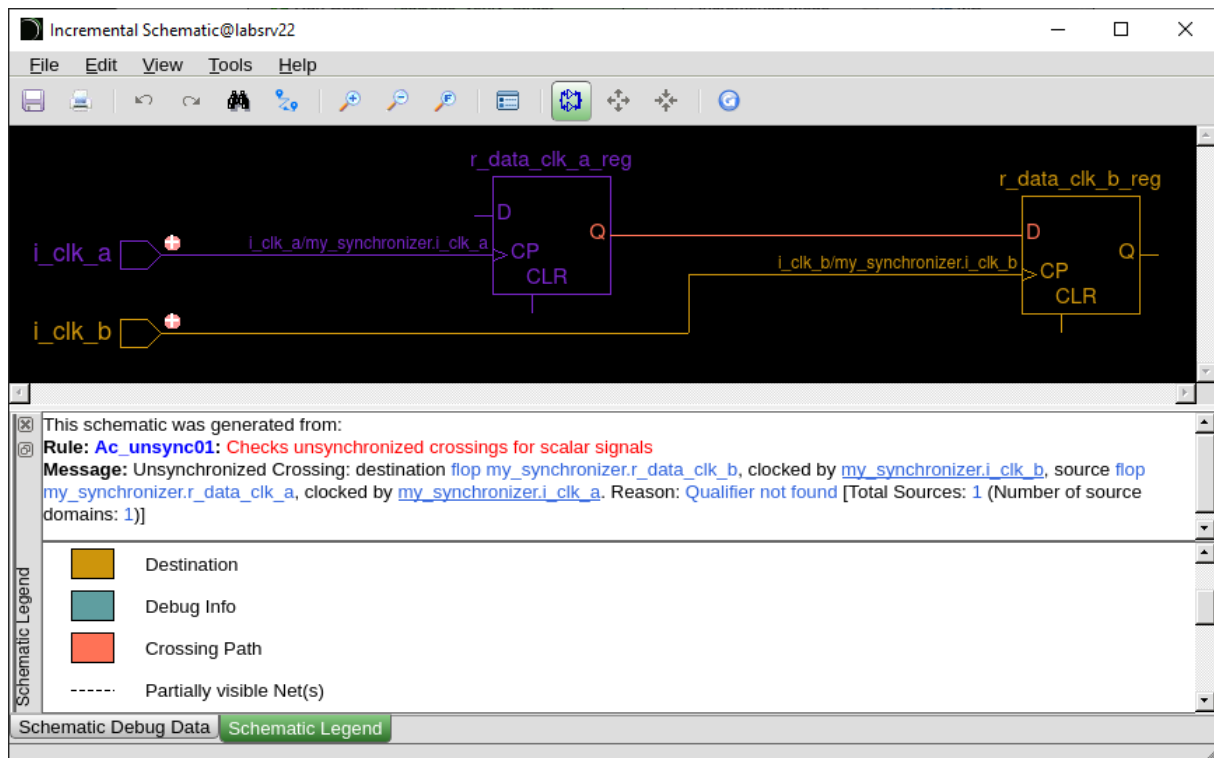 Incremental Schematic@labsrv22
File Edit View Tools Help
F
r_data_clk_a_reg
r_data_clk_b_reg
D
Q
D
i_clk_a
i_clk_a/my_synchronizer.i_clk_a
CP
i_clk_b/my_synchronizer.i_clk_b
Q
CLR
CP
CLR
i_clk_b
This schematic was generated from:
Rule: Ac_unsync01: Checks unsynchronized crossings for scalar signals
Message: Unsynchronized Crossing: destination flop my_synchronizer.r_data_clk_b, clocked by my_synchronizer.i_clk_b, source flop
my_synchronizer.r_data_clk_a, clocked by my_synchronizer.i_clk_a. Reason: Qualifier not found [Total Sources: 1 (Number of source
domains: 1)]
Schematic Legend
Destination
Debug Info
Crossing Path
Partially visible Net(s)
Schematic Debug Data
Schematic Legend